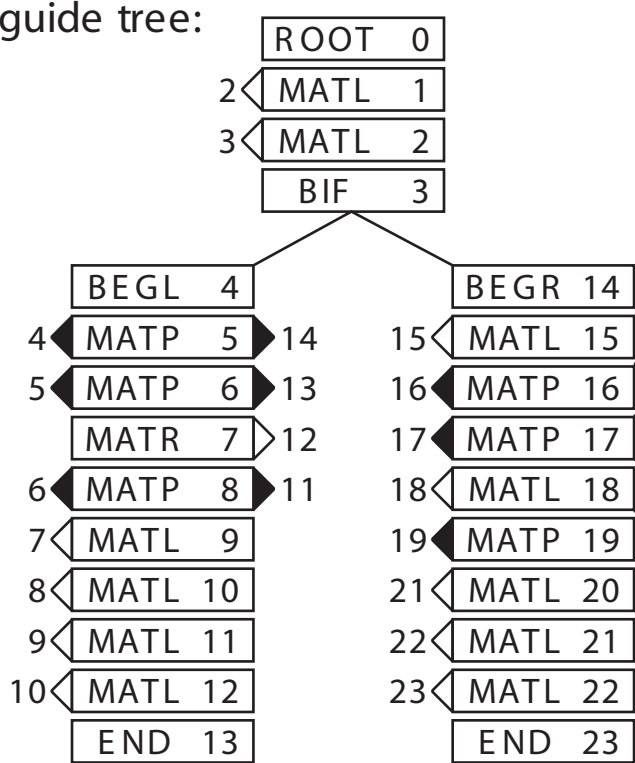 guide tree:
ROOT 0
2 MATL 1
3 MATL 2
BIF 3
BEGL 4
4 MATP 5 14
5 MATP 6 13
MATR 7 12
6 MATP 8 11
7 MATL 9
8 MATL 10
9 MATL 11
10 MATL 12
END 13
BEGR 14
15 MATL 15
16 MATP 16
17 MATP 17
18 MATL 18
19 MATP 19
21 MATL 20
22 MATL 21
23 MATL 22
END 23